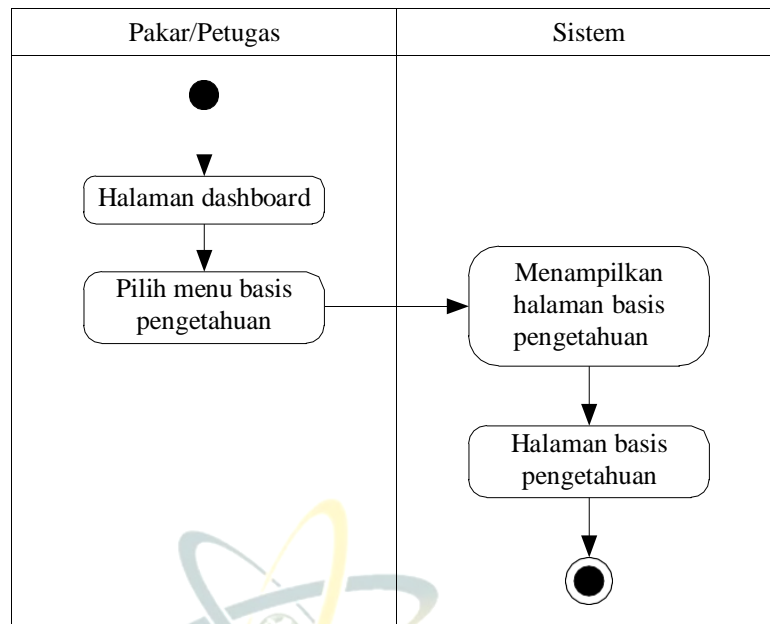 Pakar/Petugas
Sistem
Halaman dashboard
Pilih menu basis
pengetahuan
Menampilkan
halaman basis
pengetahuan
Halaman basis
pengetahuan